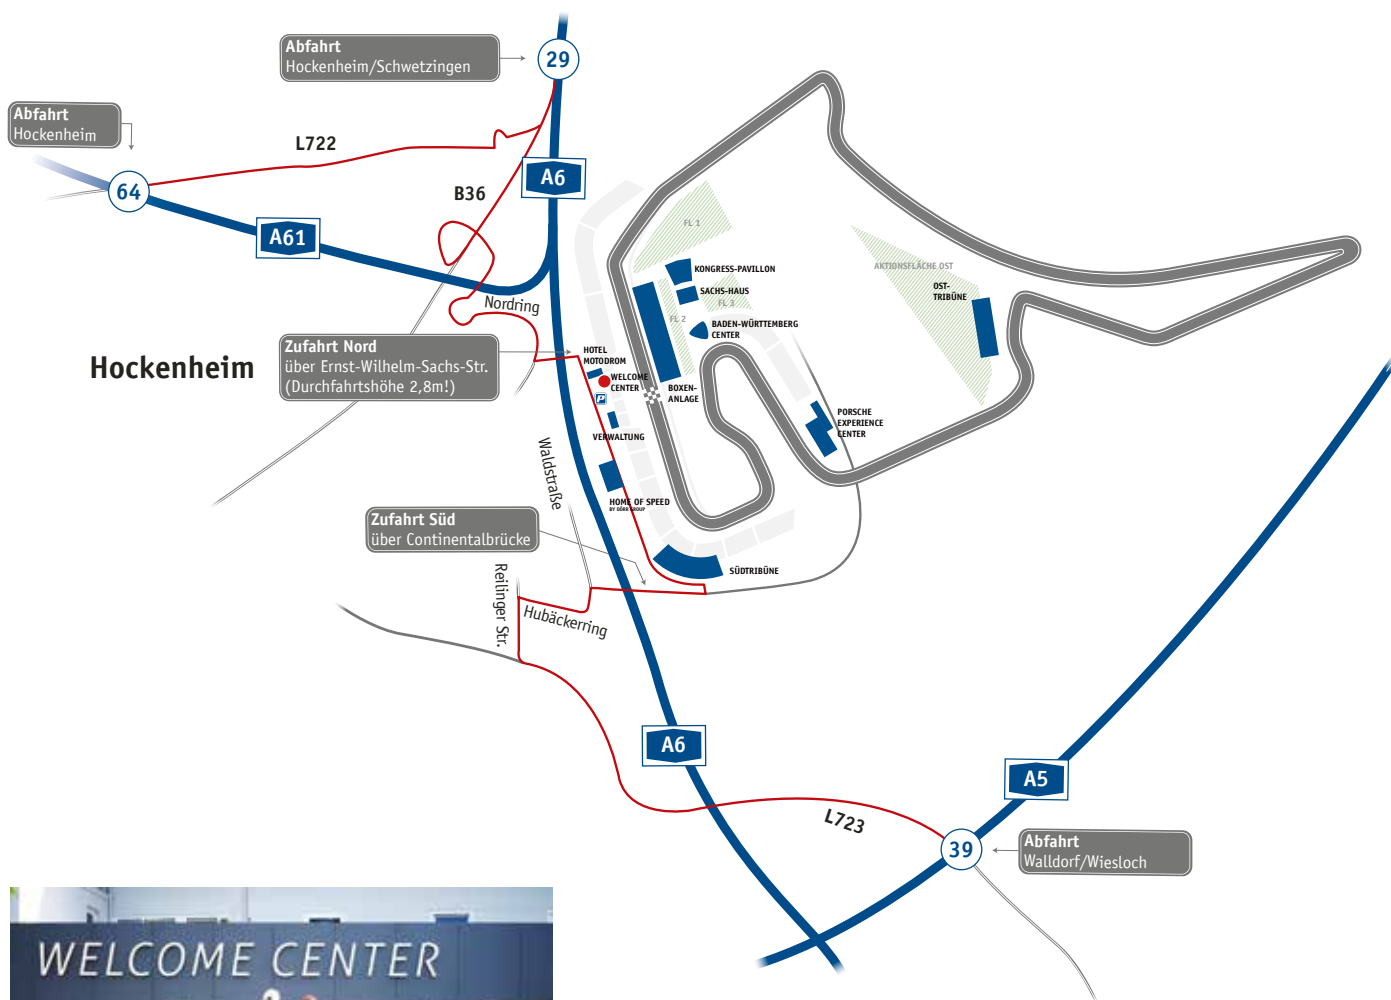 Abfahrt
Hockenheim/Schwetzingen
29
Abfahrt
Hockenheim
64
L722
B36
A6
A61
Nordring
Hockenheim
Zufahrt Nord
über Ernst-Wilhelm-Sachs-Str.
(Durchfahrtshöhe 2,8m!)
FL 1
KONGRESS-PAVILLON
SACHS-HAUS
FL 3
FL 2
BADEN-WÜRTTEMBERG
CENTER
AKTIONSFLÄCHE OST
OST-
TRIBÜNE
HOTEL
MOTODROM
WELCOME
CENTER
P
BOXEN-
ANLAGE
VERWALTUNG
PORSCHE
EXPERIENCE
CENTER
HOME OF SPEED
BY DÖRR GROUP
Waldstraße
Zufahrt Süd
über Continentalbrücke
SÜDTRIBÜNE
Reilinger Str.
Hubäckerring
A6
A5
L723
39
Abfahrt
Walldorf/Wiesloch
WELCOME CENTER